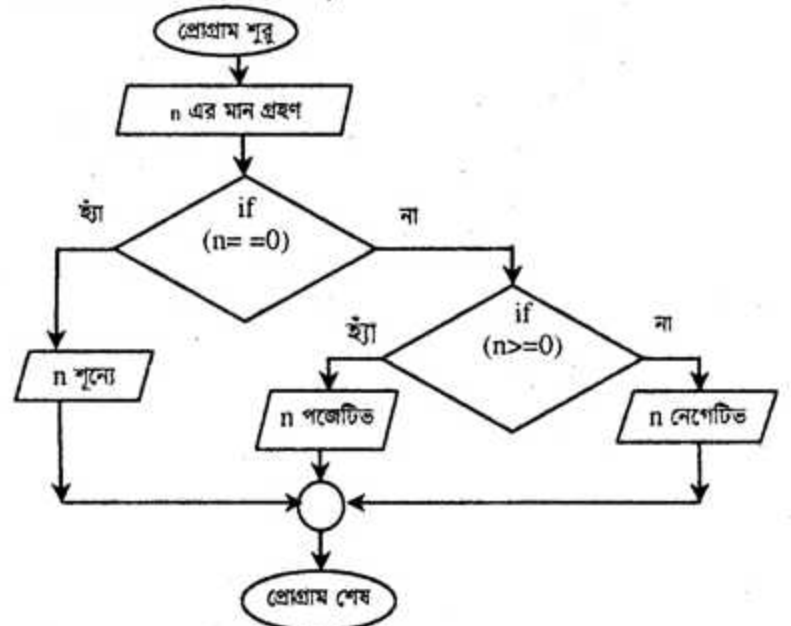 প্রোগ্রাম শুরু
n এর মান গ্রহণ
হ্যাঁ
if
(n= =0)
না
হ্যাঁ
if
(n>=0)
না
n শূন্যে
n পজেটিভ
n নেগেটিভ
প্রোগ্রাম শেষ